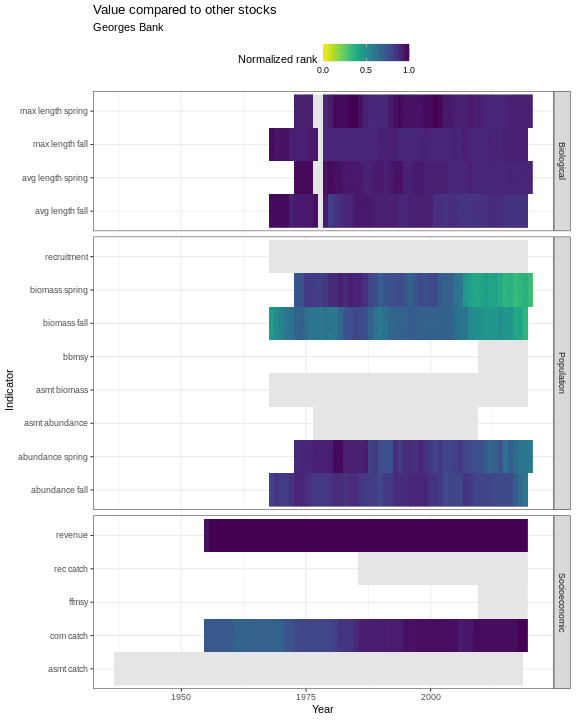 Value compared to other stocks
Georges Bank
Normalized rank
0.0 0.5 1.0
max length spring
max length fall
avg length spring
avg length fall
Biological
recruitment
biomass spring
biomass fall
bbmsy
asmt biomass
asmt abundance
abundance spring
abundance fall
Population
revenue
rec catch
ffmsy
com catch
asmt catch
Socioeconomic
Indicator
1950 1975 2000
Year